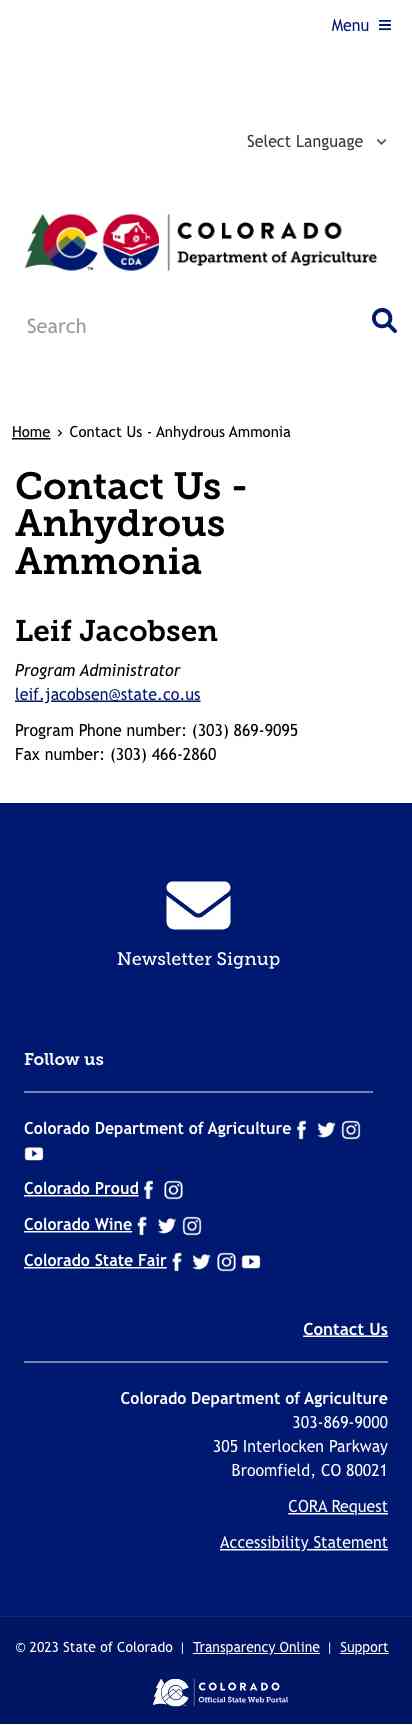 Menu
Select Language
CDA
COLORADO
Department of Agriculture
TM
Search
Home › Contact Us - Anhydrous Ammonia
Contact Us -
Anhydrous
Ammonia
Leif Jacobsen
Program Administrator
leif.jacobsen@state.co.us
Program Phone number: (303) 869-9095
Fax number: (303) 466-2860
Newsletter Signup
Follow us
Colorado Department of Agriculture
Colorado Proud
Colorado Wine
Colorado State Fair
Contact Us
Colorado Department of Agriculture
303-869-9000
305 Interlocken Parkway
Broomfield, CO 80021
CORA Request
Accessibility Statement
© 2023 State of Colorado | Transparency Online | Support
COLORADO
Official State Web Portal